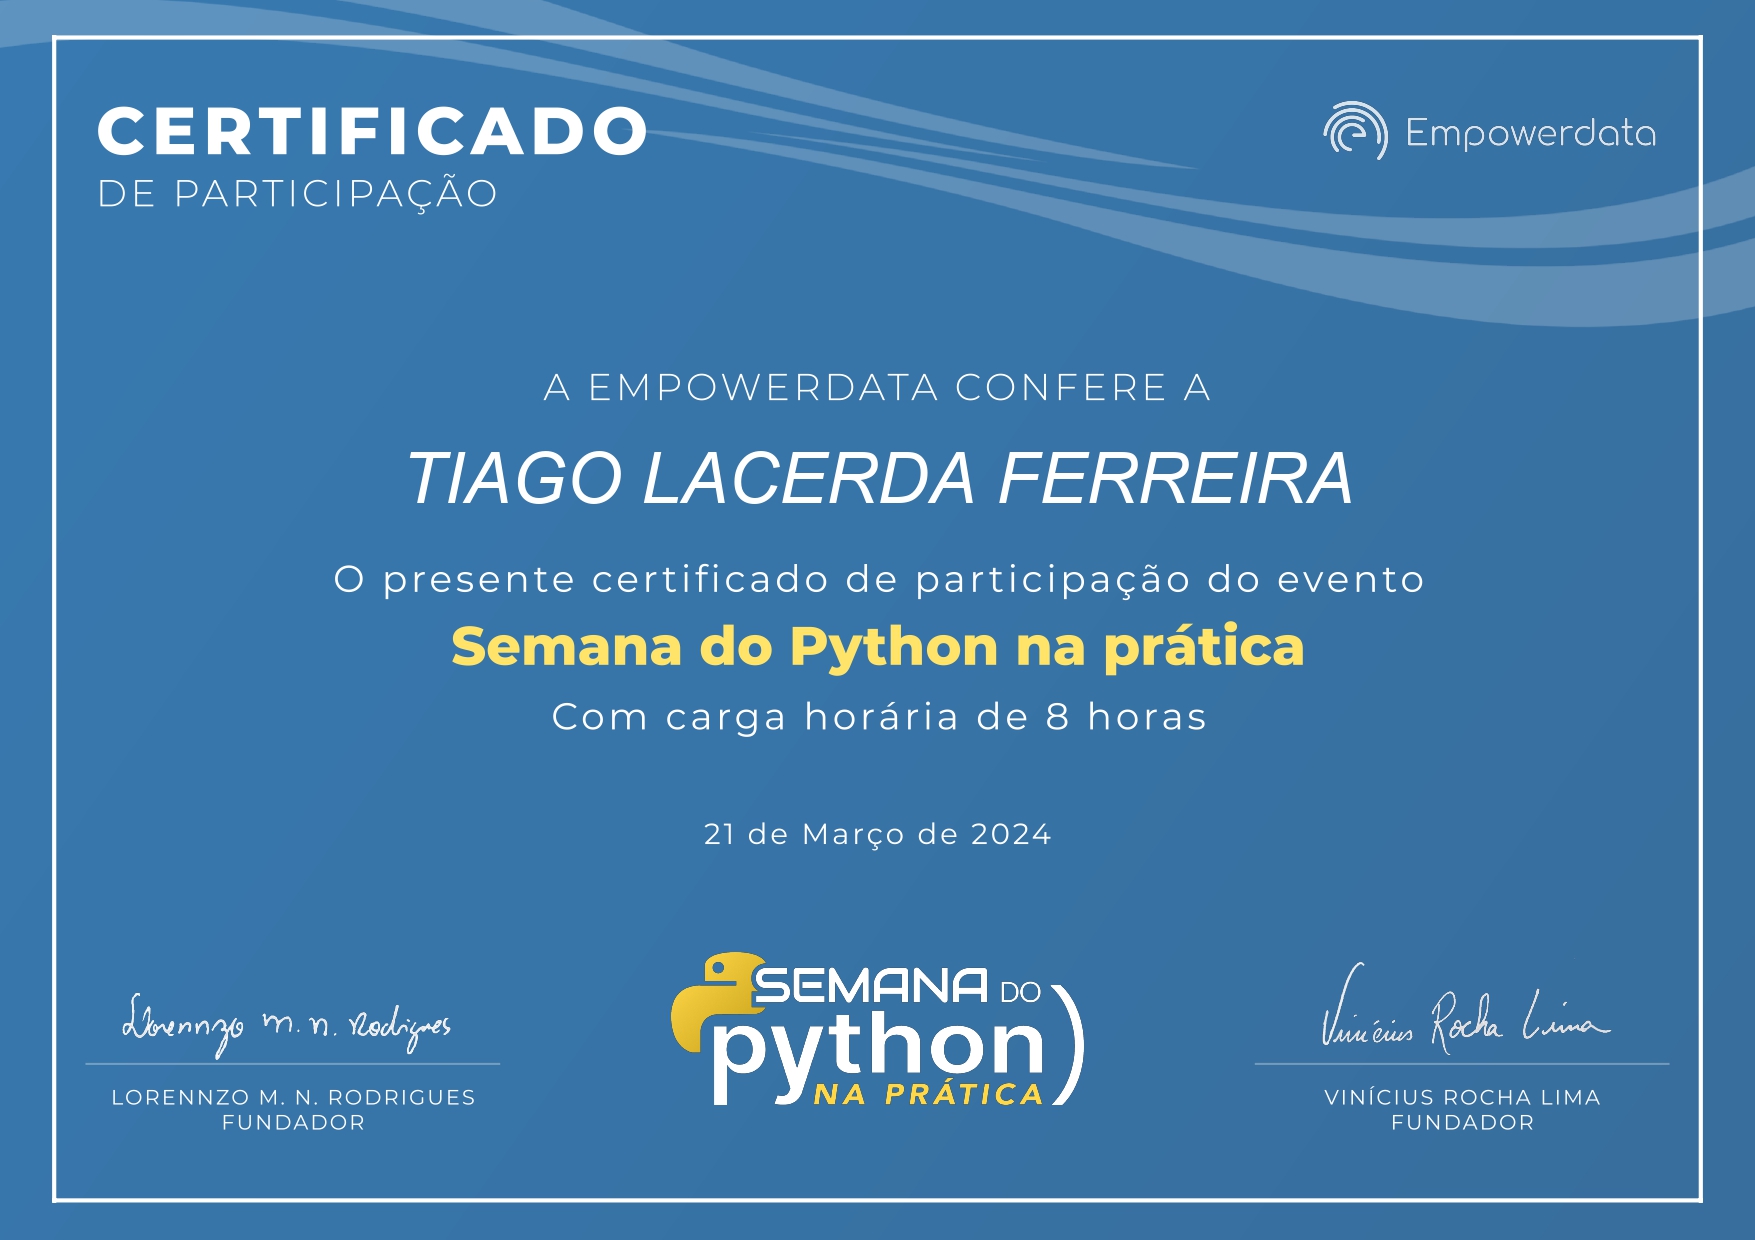 CERTIFICADO
DE PARTICIPAÇÃO
Empowerdata
A EMPOWERDATA CONFERE A
TIAGO LACERDA FERREIRA
O presente certificado de participação do evento
Semana do Python na prática
Com carga horária de 8 horas
21 de Março de 2024
Lorennzo M. N. Rodrigues
LORENNZO M. N. RODRIGUES
FUNDADOR
SEMANA DO
python)
NA PRÁTICA
Vinícius Rocha Lima
VINÍCIUS ROCHA LIMA
FUNDADOR